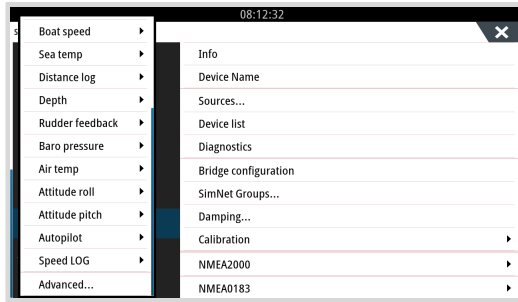 08:12:32
s
Boat speed
Sea temp
Distance log
Depth
Rudder feedback
Baro pressure
Air temp
Attitude roll
Attitude pitch
Autopilot
Speed LOG
Advanced...
Info
Device Name
Sources...
Device list
Diagnostics
Bridge configuration
SimNet Groups...
Damping...
Calibration
NMEA2000
NMEA0183